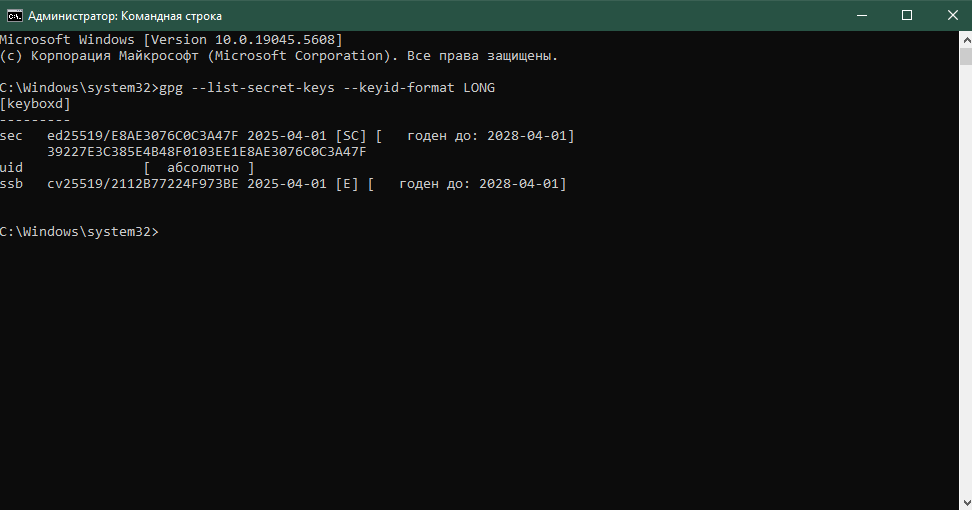 Администратор: Командная строка
Microsoft Windows [Version 10.0.19045.5608]
(c) Корпорация Майкрософт (Microsoft Corporation). Все права защищены.
C:\Windows\system32>gpg --list-secret-keys --keyid-format LONG
[keyboxd]
---------
sec   ed25519/E8AE3076C0C3A47F 2025-04-01 [SC] [   годен до: 2028-04-01]
      39227E3C385E4B48F0103EE1E8AE3076C0C3A47F
uid               [  абсолютно ]
ssb   cv25519/2112B77224F973BE 2025-04-01 [E] [   годен до: 2028-04-01]
C:\Windows\system32>